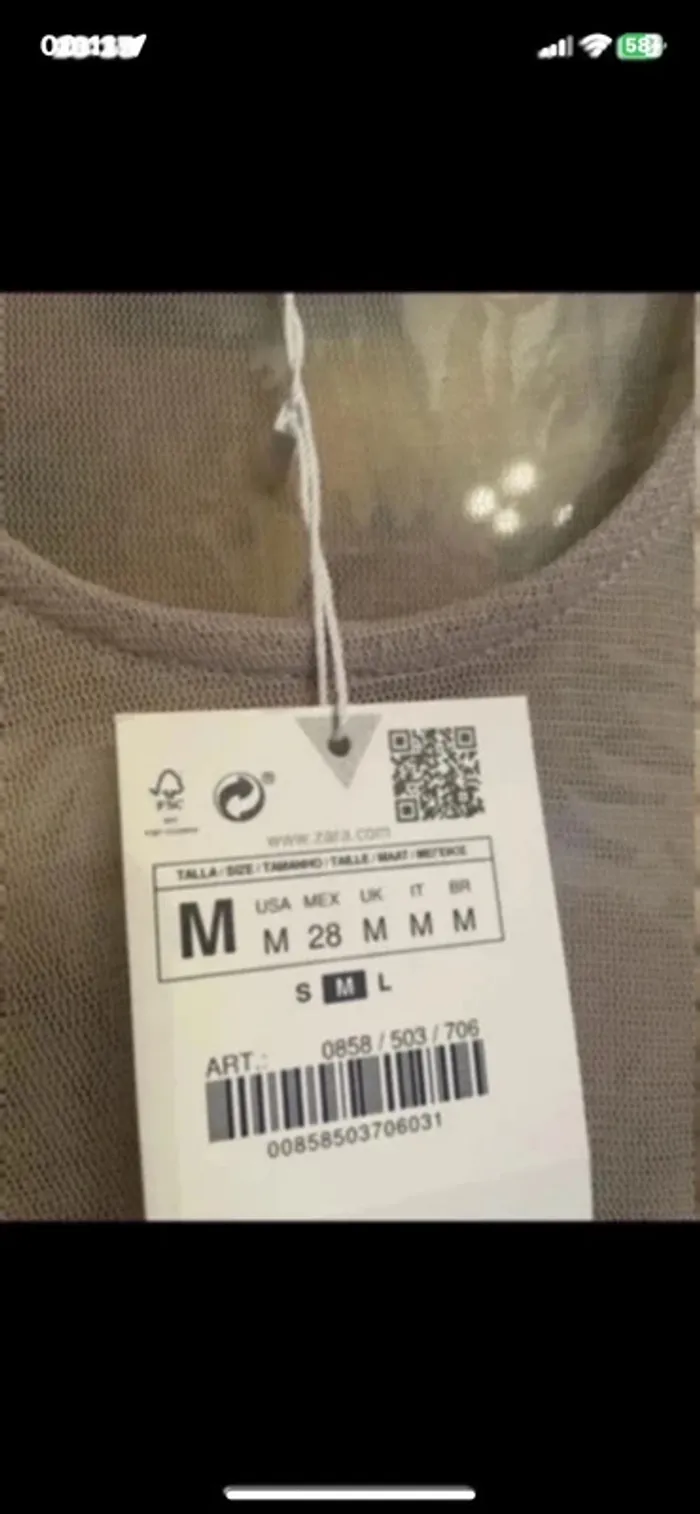 58
FSC
®
www.zara.com
TALLA / SIZE / TAMANHO / TAILLE / MAAT / ΜΕΓΕΘΟΣ
M
USA MEX UK IT BR
M 28 M M M
S M L
ART.: 0858 / 503 / 706
00858503706031